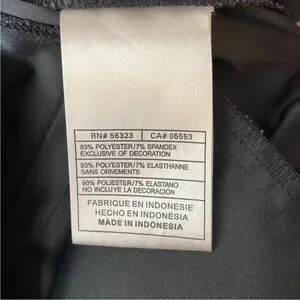 RN# 56323 CA# 05553
93% POLYESTER/7% SPANDEX
EXCLUSIVE OF DECORATION
93% POLYESTER/7% ELASTHANNE
SANS ORNEMENTS
93% POLIESTER/7% ELASTANO
NO INCLUYE LA DECORACION
FABRIQUE EN INDONESIE
HECHO EN INDONESIA
MADE IN INDONESIA